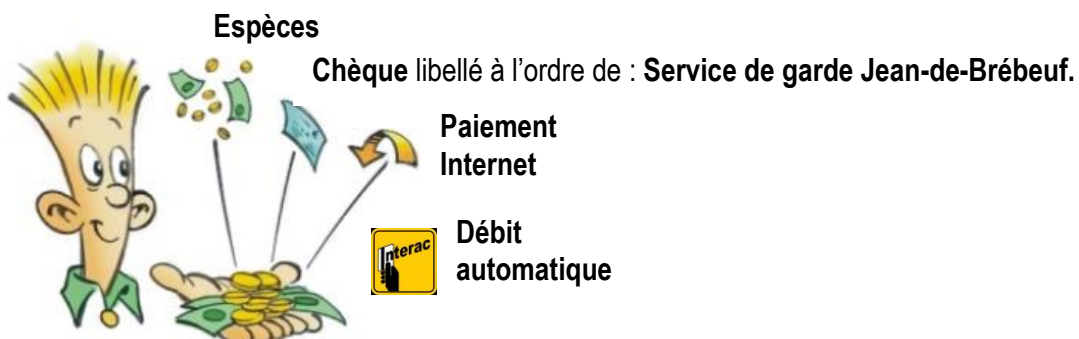 Espèces
Chèque libellé à l’ordre de : Service de garde Jean-de-Brébeuf.
Paiement
Internet
Interac
Débit
automatique